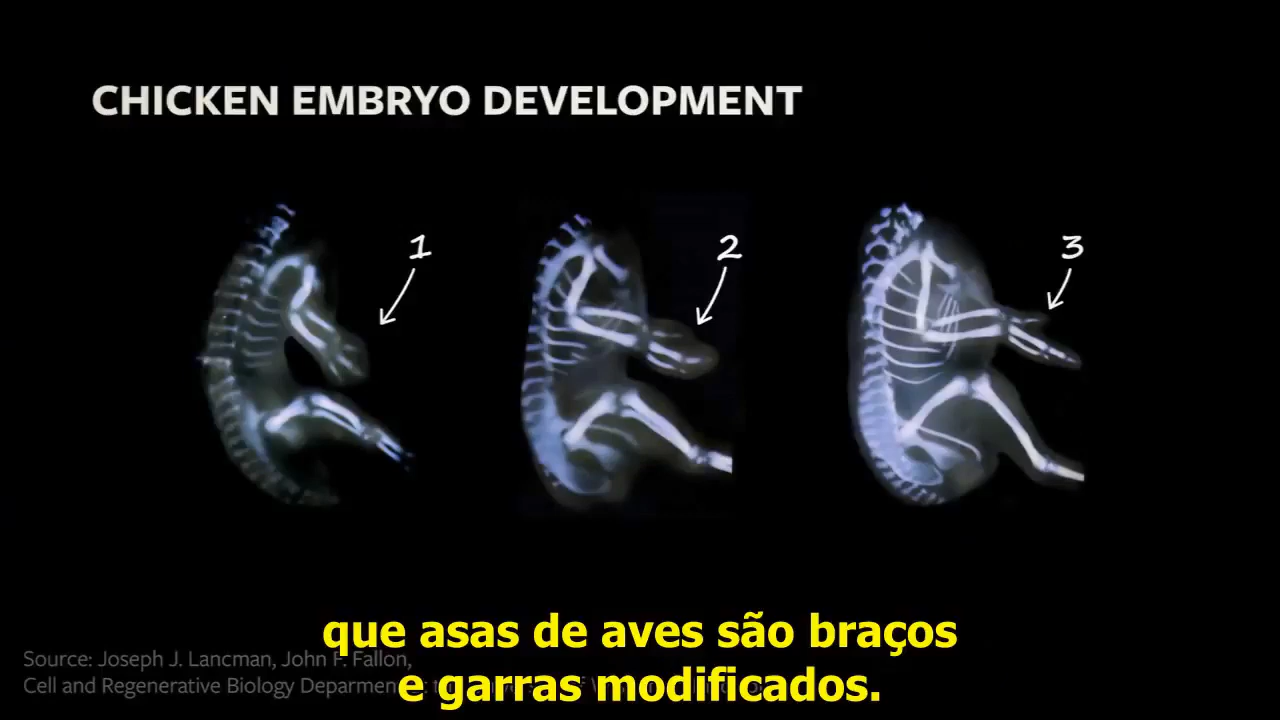 CHICKEN EMBRYO DEVELOPMENT
1
2
3
que asas de aves são braços
e garras modificados.
Source: Joseph J. Lancman, John F. Fallon,
Cell and Regenerative Biology